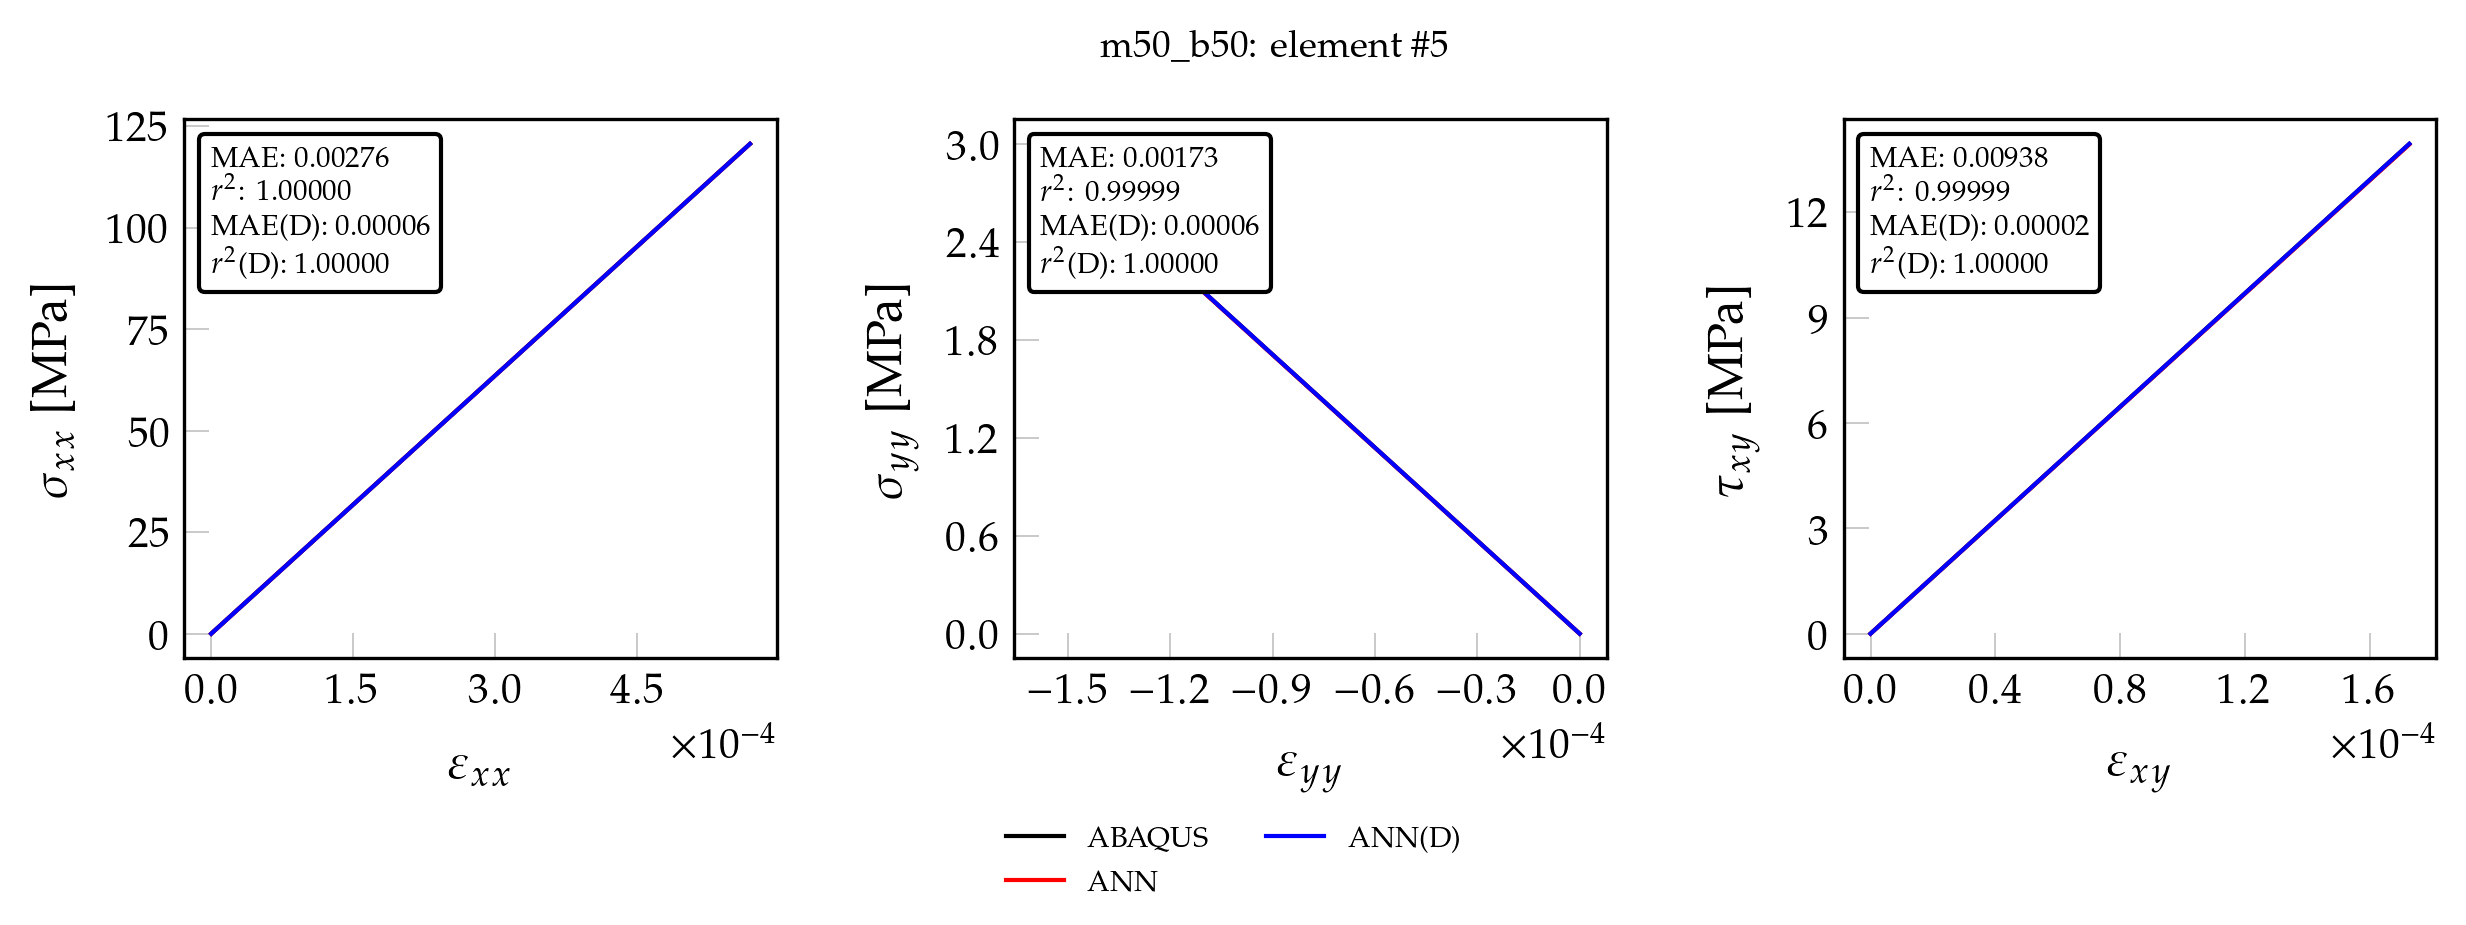 m50_b50: element #5
MAE: 0.00276
r²: 1.00000
MAE(D): 0.00006
r²(D): 1.00000
125
100
75
50
25
0
σxx [MPa]
0.0 1.5 3.0 4.5
×10⁻⁴
εxx
MAE: 0.00173
r²: 0.99999
MAE(D): 0.00006
r²(D): 1.00000
3.0
2.4
1.8
1.2
0.6
0.0
σyy [MPa]
−1.5 −1.2 −0.9 −0.6 −0.3 0.0
×10⁻⁴
εyy
MAE: 0.00938
r²: 0.99999
MAE(D): 0.00002
r²(D): 1.00000
12
9
6
3
0
τxy [MPa]
0.0 0.4 0.8 1.2 1.6
×10⁻⁴
εxy
ABAQUS
ANN
ANN(D)